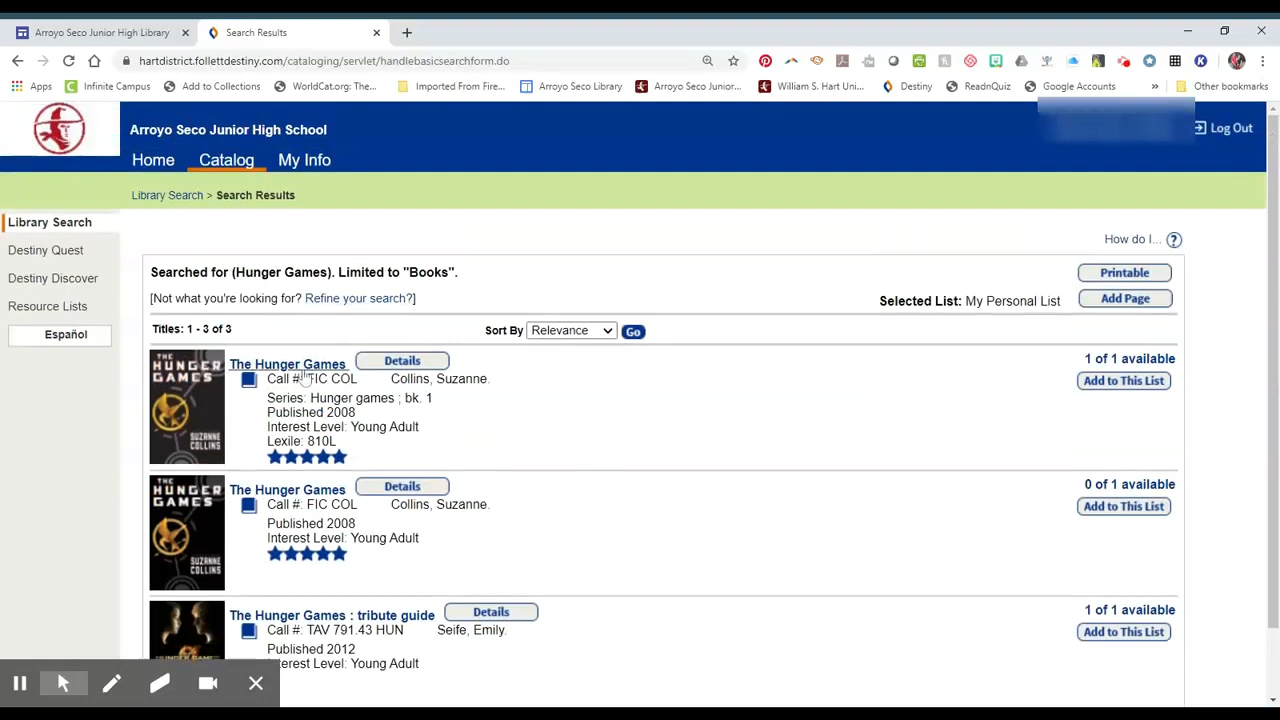 Arroyo Seco Junior High Library
Search Results
hartdistrict.follettdestiny.com/cataloging/servlet/handlebasicsearchform.do
Apps Infinite Campus Add to Collections WorldCat.org: The... Imported From Fire... Arroyo Seco Library Arroyo Seco Junior... William S. Hart Uni... Destiny ReadnQuiz Google Accounts » Other bookmarks
Arroyo Seco Junior High School
Log Out
Home Catalog My Info
Library Search > Search Results
Library Search
Destiny Quest
Destiny Discover
Resource Lists
Español
How do I... ?
Searched for (Hunger Games). Limited to "Books".
Printable
[Not what you're looking for? Refine your search?]
Selected List: My Personal List
Add Page
Titles: 1 - 3 of 3
Sort By Relevance Go
THE HUNGER GAMES
SUZANNE COLLINS
The Hunger Games Details
1 of 1 available
Call #: FIC COL Collins, Suzanne.
Add to This List
Series: Hunger games ; bk. 1
Published 2008
Interest Level: Young Adult
Lexile: 810L
THE HUNGER GAMES
SUZANNE COLLINS
The Hunger Games Details
0 of 1 available
Call #: FIC COL Collins, Suzanne.
Add to This List
Published 2008
Interest Level: Young Adult
The Hunger Games : tribute guide Details
1 of 1 available
Call #: TAV 791.43 HUN Seife, Emily.
Add to This List
Published 2012
nterest Level: Young Adult